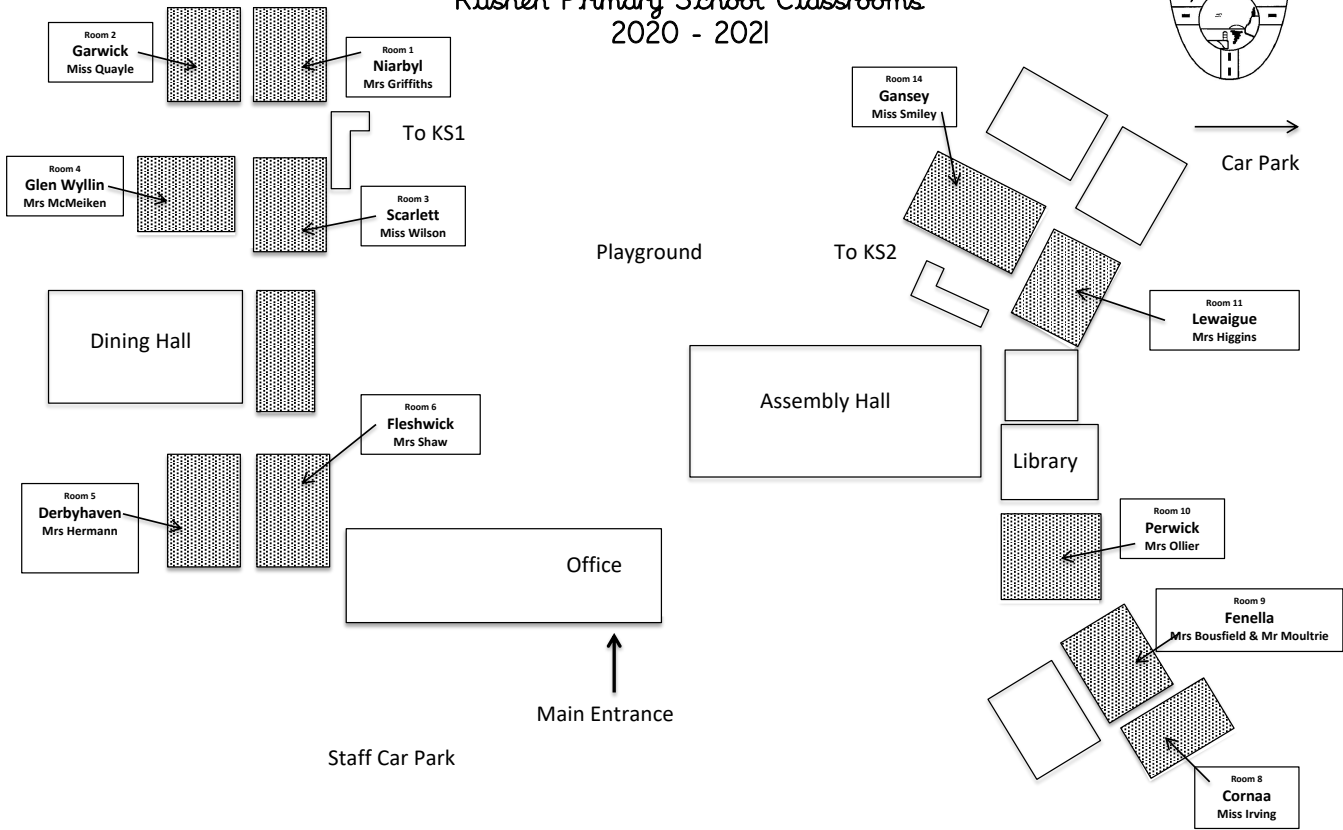 Rushen Primary School Classrooms
2020 - 2021
Room 2
Garwick
Miss Quayle
Room 1
Niarbyl
Mrs Griffiths
To KS1
Room 4
Glen Wyllin
Mrs McMeiken
Room 3
Scarlett
Miss Wilson
Room 14
Gansey
Miss Smiley
Car Park
Playground
To KS2
Room 11
Lewaigue
Mrs Higgins
Dining Hall
Assembly Hall
Room 6
Fleshwick
Mrs Shaw
Library
Room 5
Derbyhaven
Mrs Hermann
Office
Room 10
Perwick
Mrs Ollier
Room 9
Fenella
Mrs Bousfield & Mr Moultrie
Main Entrance
Staff Car Park
Room 8
Cornaa
Miss Irving